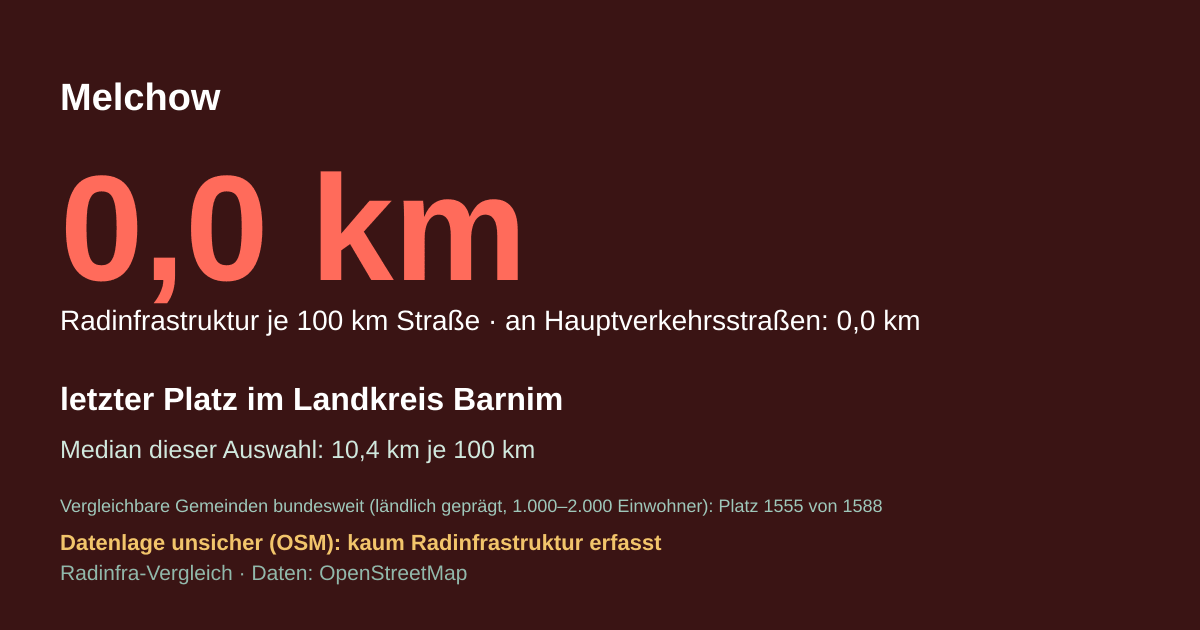 Melchow
0,0 km
Radinfrastruktur je 100 km Straße · an Hauptverkehrsstraßen: 0,0 km
letzter Platz im Landkreis Barnim
Median dieser Auswahl: 10,4 km je 100 km
Vergleichbare Gemeinden bundesweit (ländlich geprägt, 1.000–2.000 Einwohner): Platz 1555 von 1588
Datenlage unsicher (OSM): kaum Radinfrastruktur erfasst
Radinfra-Vergleich · Daten: OpenStreetMap